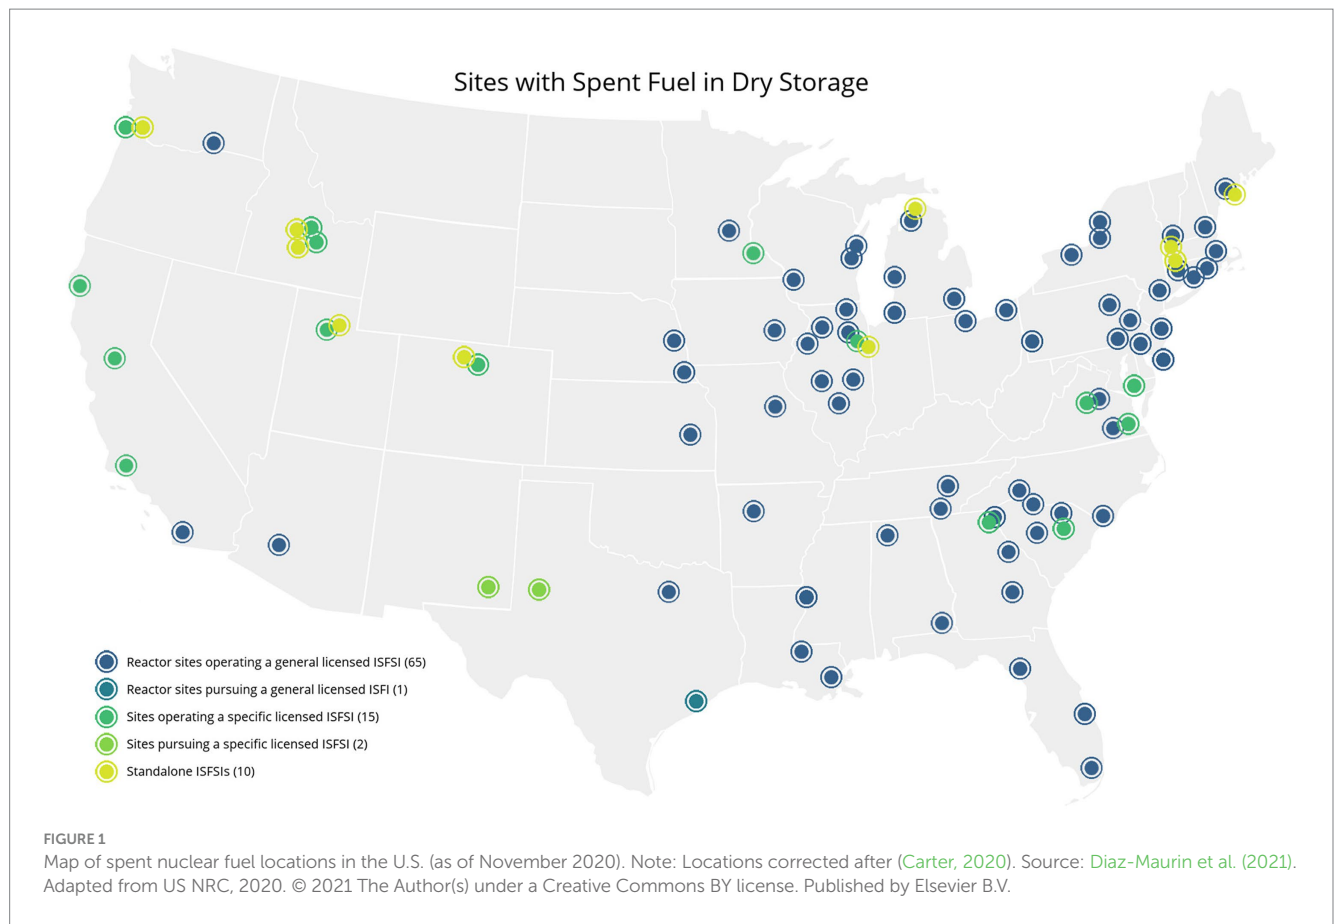 Sites with Spent Fuel in Dry Storage
Reactor sites operating a general licensed ISFSI (65)
Reactor sites pursuing a general licensed ISFI (1)
Sites operating a specific licensed ISFSI (15)
Sites pursuing a specific licensed ISFSI (2)
Standalone ISFSIs (10)
FIGURE 1
Map of spent nuclear fuel locations in the U.S. (as of November 2020). Note: Locations corrected after (Carter, 2020). Source: Diaz-Maurin et al. (2021).
Adapted from US NRC, 2020. © 2021 The Author(s) under a Creative Commons BY license. Published by Elsevier B.V.